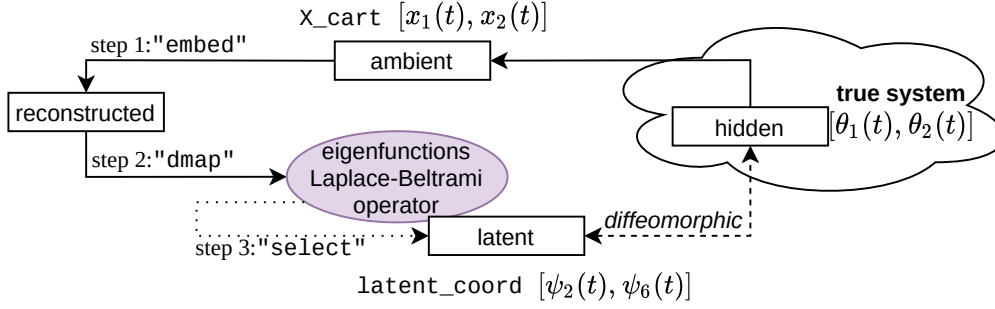 X_cart [x₁(t), x₂(t)]
step 1:"embed"
ambient
true system
reconstructed
hidden
[θ₁(t), θ₂(t)]
step 2:"dmap"
eigenfunctions
Laplace-Beltrami
operator
diffeomorphic
latent
step 3:"select"
latent_coord [ψ₂(t), ψ₆(t)]